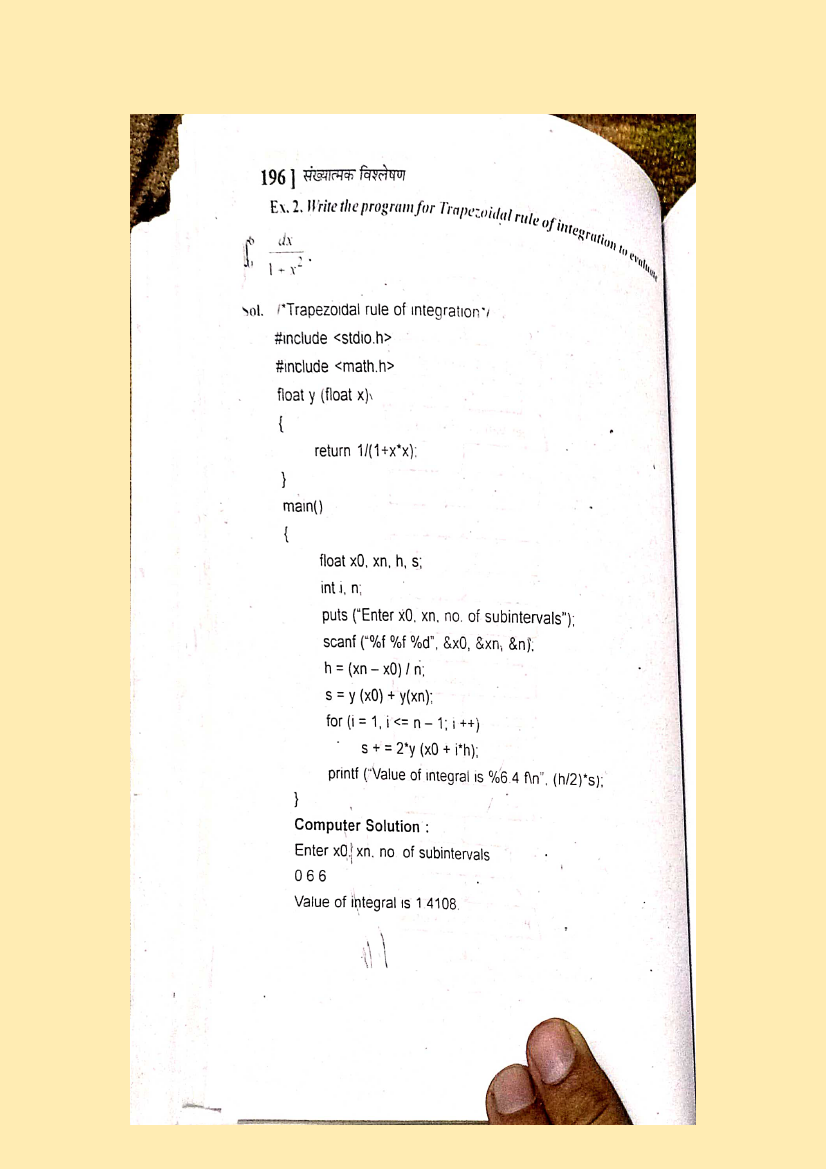 196 ] संख्यात्मक विश्लेषण
Ex. 2. Write the program for Trapezoidal rule of integration to evaluate
∫ dx / 1 + x² .
Sol. /*Trapezoidal rule of integration*/
#include <stdio.h>
#include <math.h>
float y (float x)
{
return 1/(1+x*x);
}
main()
{
float x0, xn, h, s;
int i, n;
puts (“Enter x0, xn, no. of subintervals”);
scanf (“%f %f %d”, &x0, &xn, &n);
h = (xn – x0) / n;
s = y (x0) + y(xn);
for (i = 1, i <= n – 1; i ++)
s + = 2*y (x0 + i*h);
printf (“Value of integral is %6.4 f\n”, (h/2)*s);
}
Computer Solution :
Enter x0, xn, no of subintervals
0 6 6
Value of integral is 1 4108